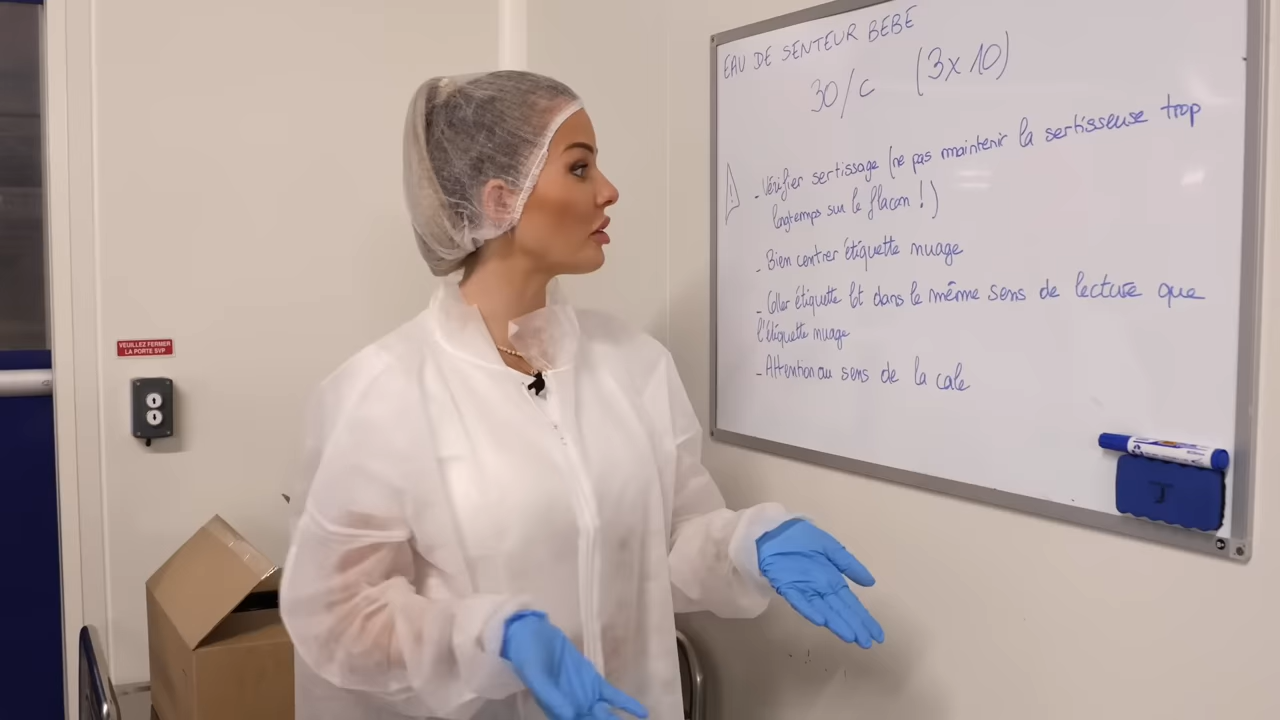 EAU DE SENTEUR BEBE
30/c (3x10)
- Vérifier sertissage (ne pas maintenir la sertisseuse trop
longtemps sur le flacon !)
- Bien centrer étiquette nuage
- Coller étiquette lot dans le même sens de lecture que
l'étiquette nuage
- Attention au sens de la cale
VEUILLEZ FERMER
LA PORTE SVP